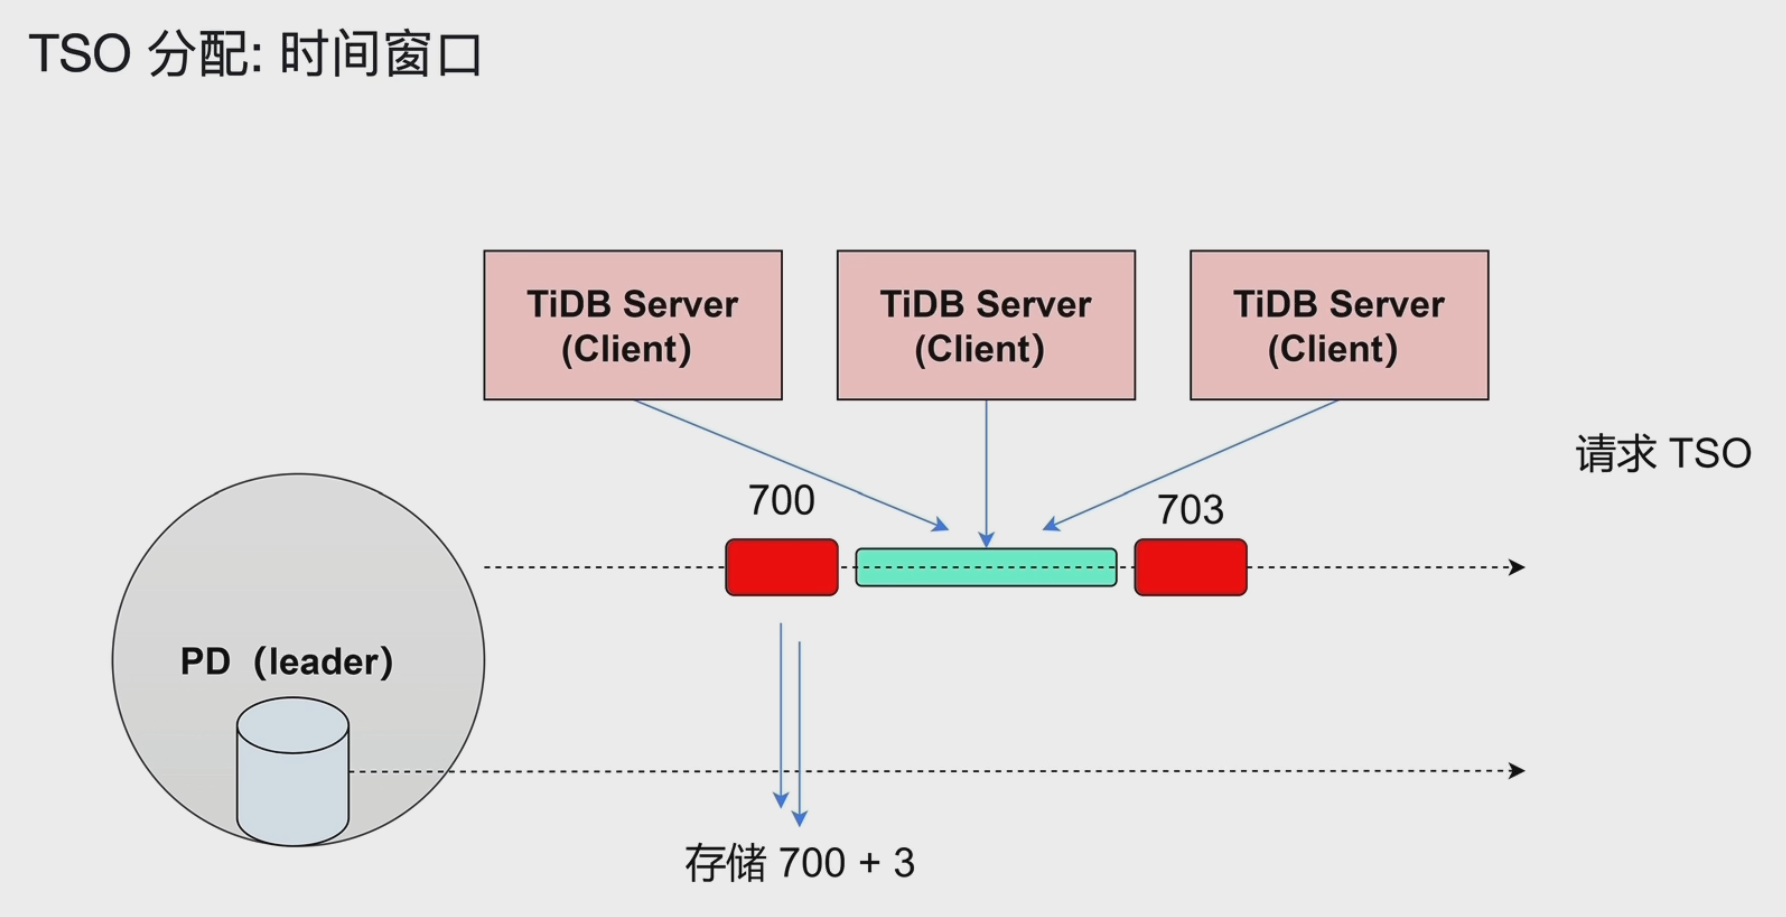 TSO 分配: 时间窗口
TiDB Server
(Client)
TiDB Server
(Client)
TiDB Server
(Client)
请求 TSO
700
703
PD（leader)
存储 700 + 3